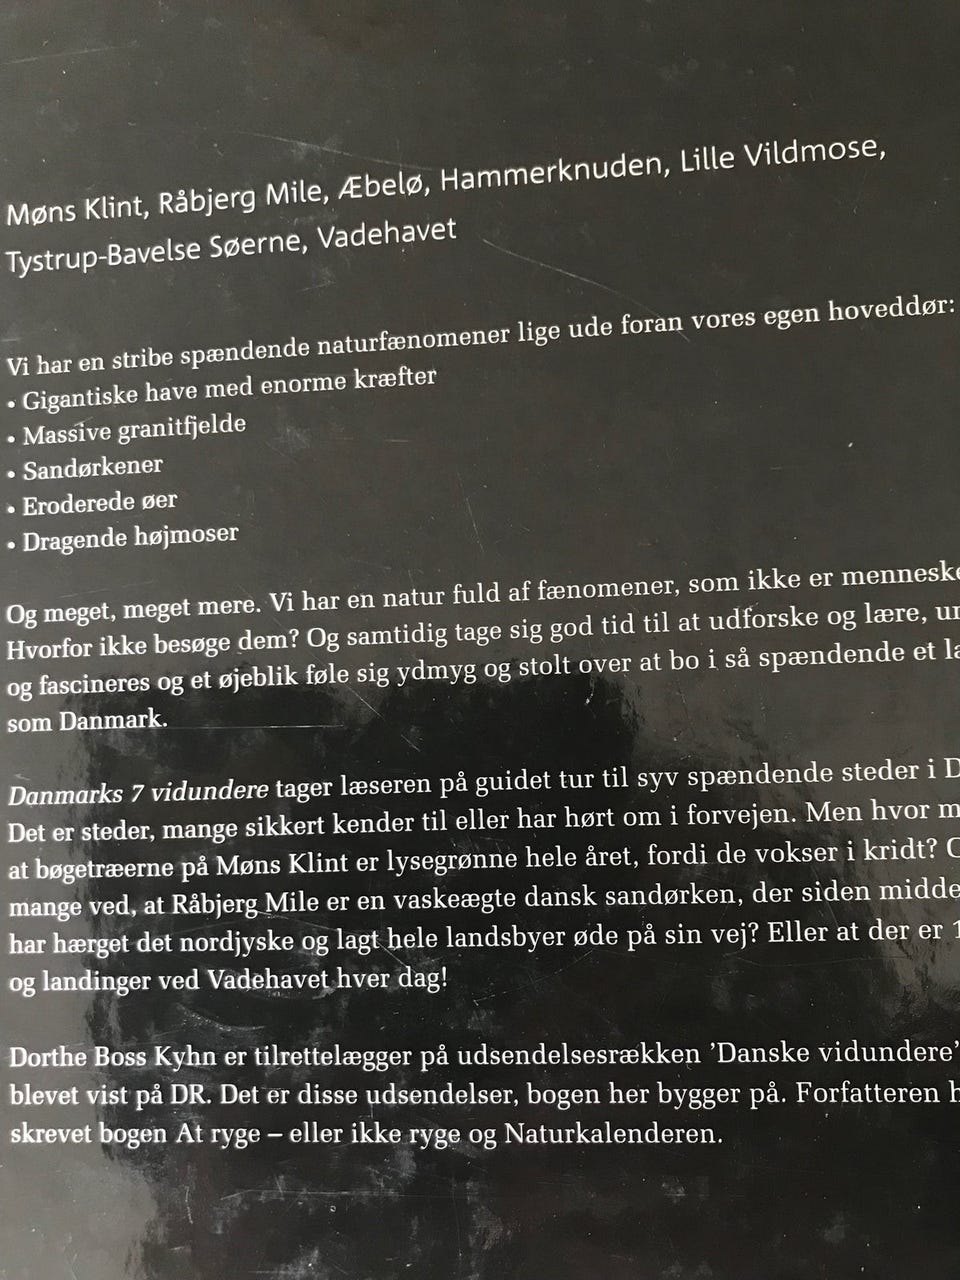 Møns Klint, Råbjerg Mile, Æbelø, Hammerknuden, Lille Vildmose,
Tystrup-Bavelse Søerne, Vadehavet
Vi har en stribe spændende naturfænomener lige ude foran vores egen hoveddør:
• Gigantiske have med enorme kræfter
• Massive granitfjelde
• Sandørkener
• Eroderede øer
• Dragende højmoser
Og meget, meget mere. Vi har en natur fuld af fænomener, som ikke er menneske
Hvorfor ikke besøge dem? Og samtidig tage sig god tid til at udforske og lære,
og fascineres og et øjeblik føle sig ydmyg og stolt over at bo i så spændende et
som Danmark.
Danmarks 7 vidundere tager læseren på guidet tur til syv spændende steder i D
Det er steder, mange sikkert kender til eller har hørt om i forvejen. Men hvor m
at bøgetræerne på Møns Klint er lysegrønne hele året, fordi de vokser i kridt?
mange ved, at Råbjerg Mile er en vaskeægte dansk sandørken, der siden midde
har hærget det nordjyske og lagt hele landsbyer øde på sin vej? Eller at der er 1
og landinger ved Vadehavet hver dag!
Dorthe Boss Kyhn er tilrettelægger på udsendelsesrækken ’Danske vidundere’
blevet vist på DR. Det er disse udsendelser, bogen her bygger på. Forfatteren h
skrevet bogen At ryge – eller ikke ryge og Naturkalenderen.